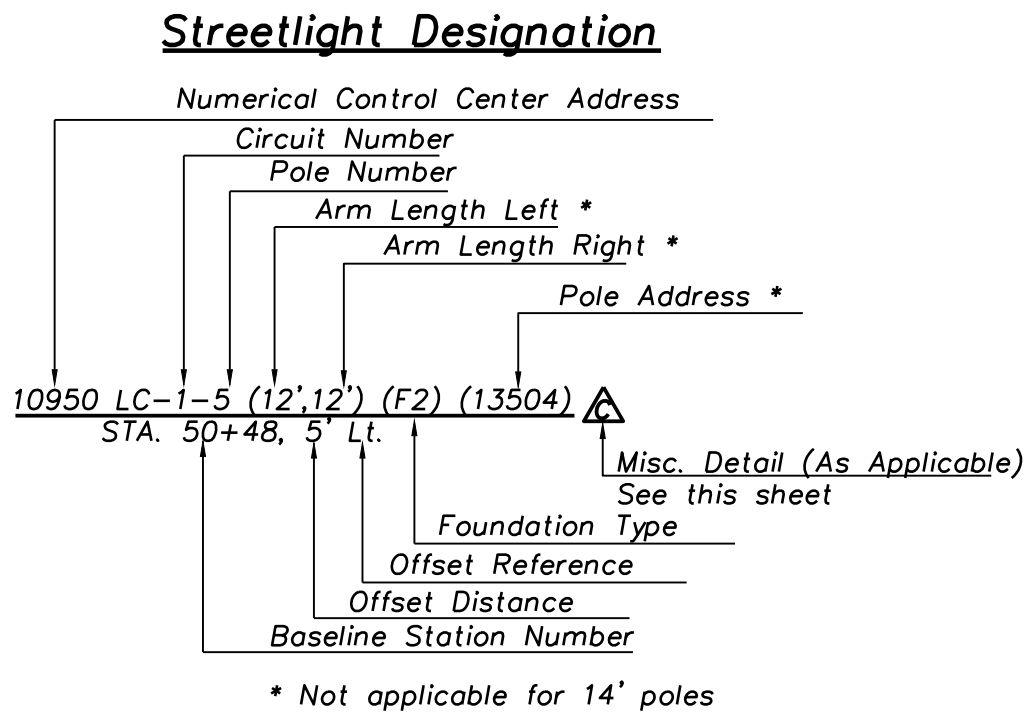 Streetlight Designation
Numerical Control Center Address
Circuit Number
Pole Number
Arm Length Left *
Arm Length Right *
Pole Address *
10950 LC-1-5 (12',12') (F2) (13504) C
STA. 50+48, 5' Lt.
Misc. Detail (As Applicable)
See this sheet
Foundation Type
Offset Reference
Offset Distance
Baseline Station Number
* Not applicable for 14' poles